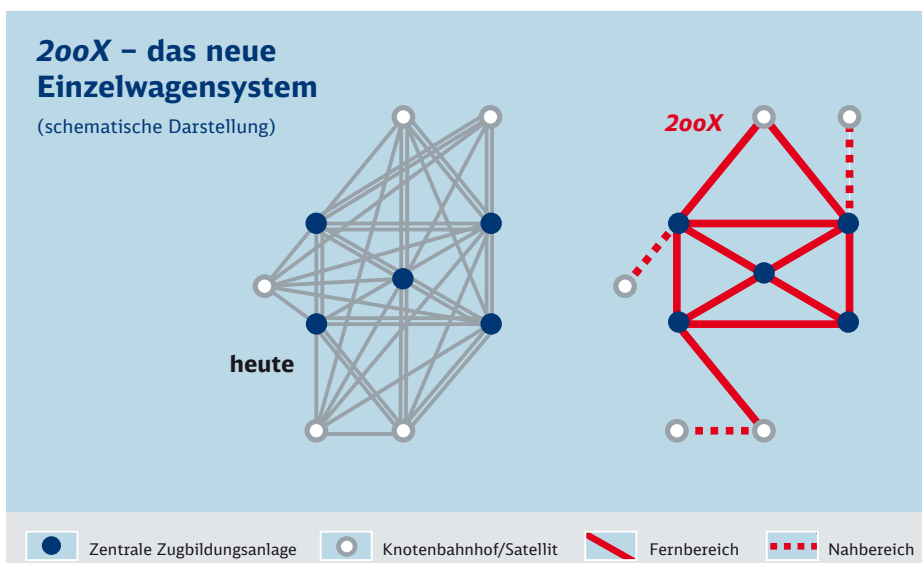 2ooX – das neue
Einzelwagensystem
(schematische Darstellung)
2ooX
heute
Zentrale Zugbildungsanlage
Knotenbahnhof/Satellit
Fernbereich
Nahbereich